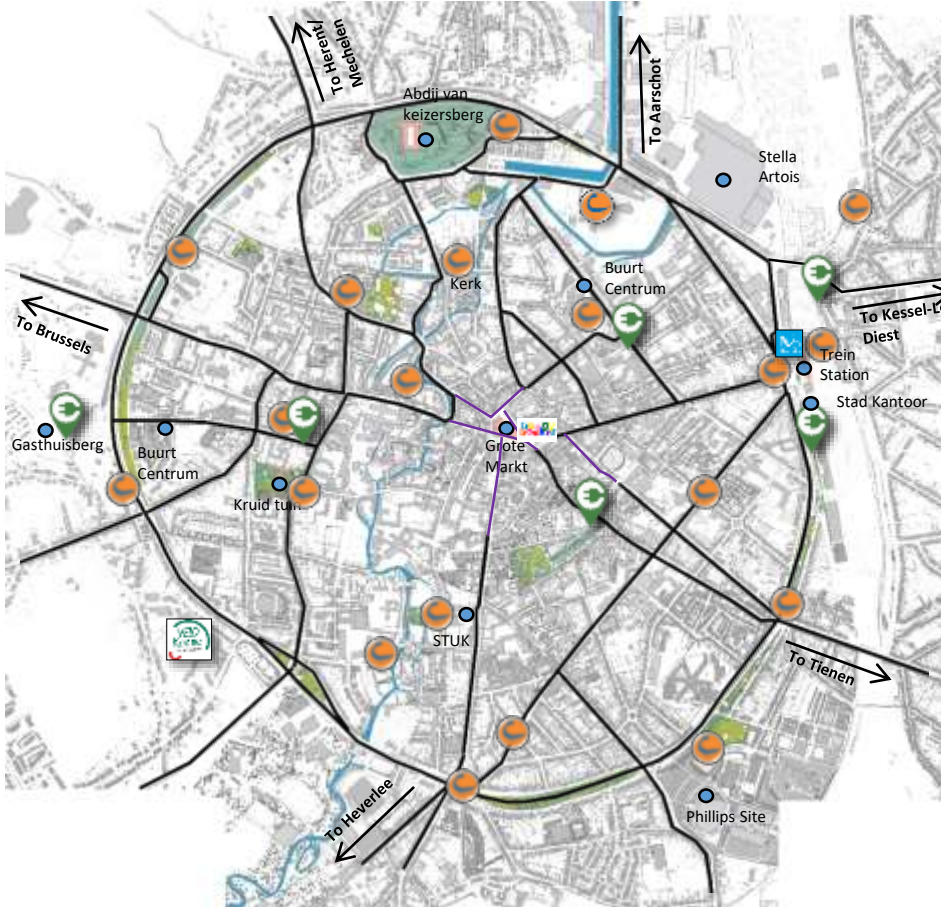 To Herent/
Mechelen
To Aarschot
Abdij van
keizersberg
Stella
Artois
Kerk
Buurt
Centrum
To Brussels
To Kessel-Lo
Diest
Trein
Station
Stad Kantoor
Gasthuisberg
Buurt
Centrum
Grote
Markt
Kruid tuin
STUK
To Tienen
To Heverlee
Phillips Site